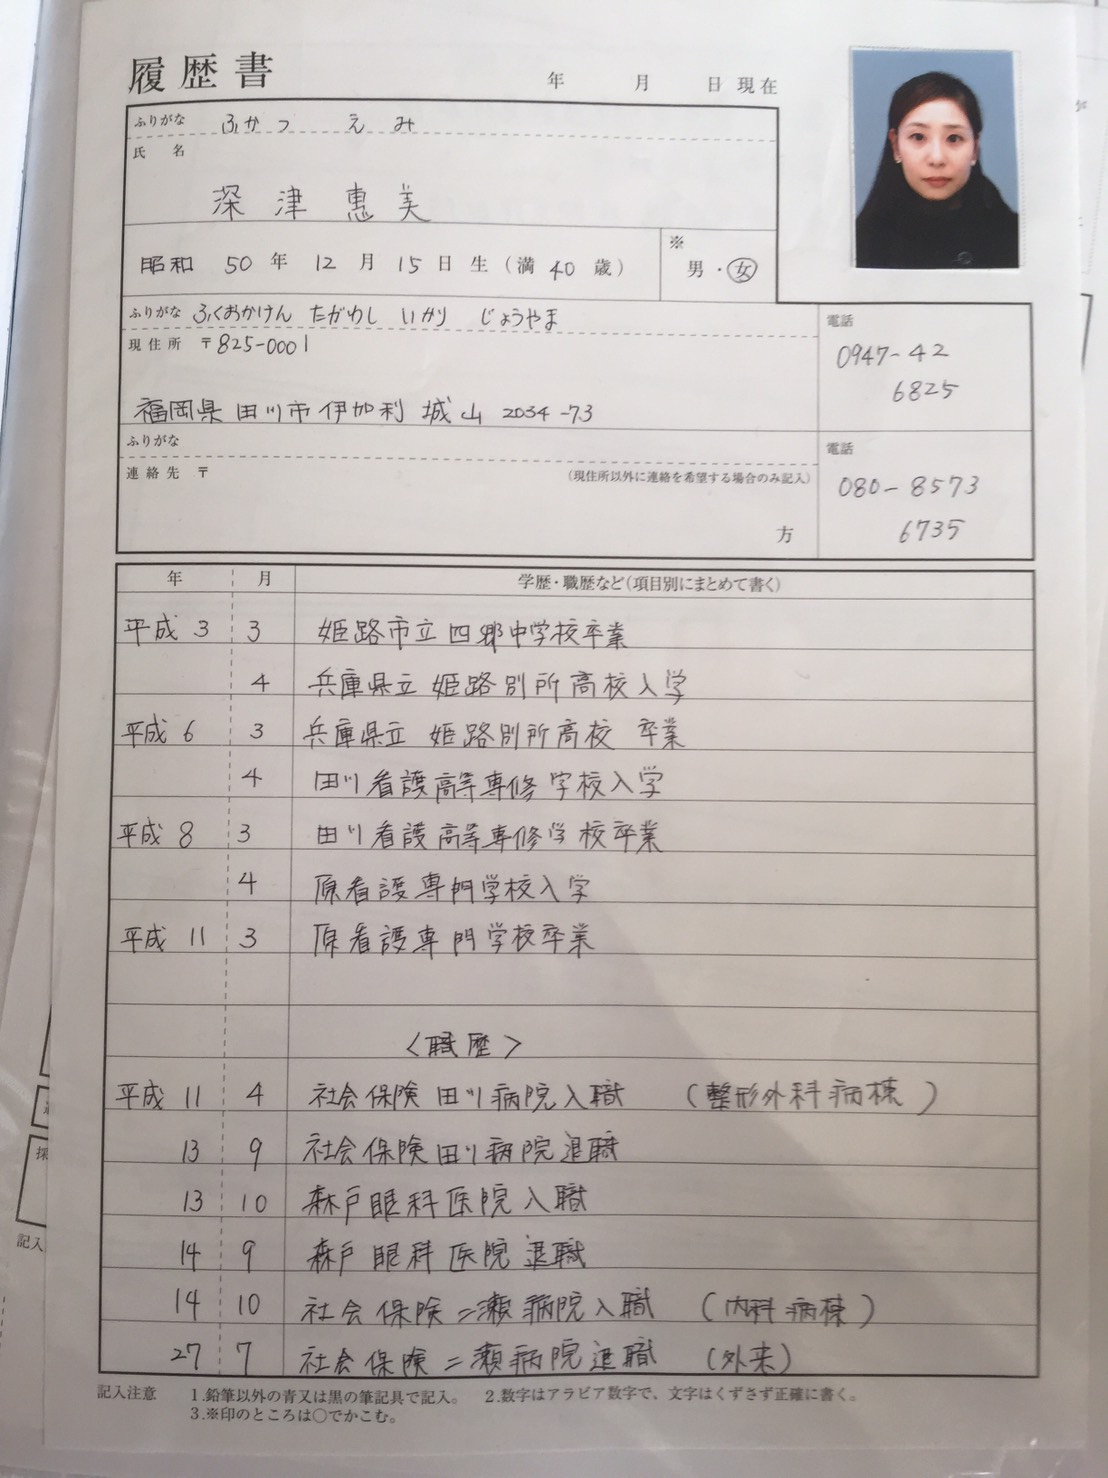 履歴書
年 月 日現在
ふりがな ふかつ えみ
氏名
深津 恵美
昭和 50年 12月 15日生(満 40歳)
※
男・女
ふりがな ふくおかけん たがわし いかり じょうやま
現住所 〒825-0001
福岡県田川市伊加利 城山 2034-73
電話
0947-42
6825
ふりがな
連絡先 〒
(現住所以外に連絡を希望する場合のみ記入)
方
電話
080-8573
6735
年 月 学歴・職歴など(項目別にまとめて書く)
平成 3 3 姫路市立四郷中学校卒業
4 兵庫県立 姫路別所高校入学
平成 6 3 兵庫県立 姫路別所高校 卒業
4 田川看護高等専修学校入学
平成 8 3 田川看護高等専修学校卒業
4 原看護専門学校入学
平成 11 3 原看護専門学校卒業
〈職歴〉
平成 11 4 社会保険田川病院入職 (整形外科病棟)
13 9 社会保険田川病院退職
13 10 森戸眼科医院入職
14 9 森戸眼科医院退職
14 10 社会保険二瀬病院入職 (内科病棟)
27 7 社会保険二瀬病院退職 (外来)
記入注意 1.鉛筆以外の青又は黒の筆記具で記入。 2.数字はアラビア数字で、文字はくずさず正確に書く。
3.※印のところは○でかこむ。